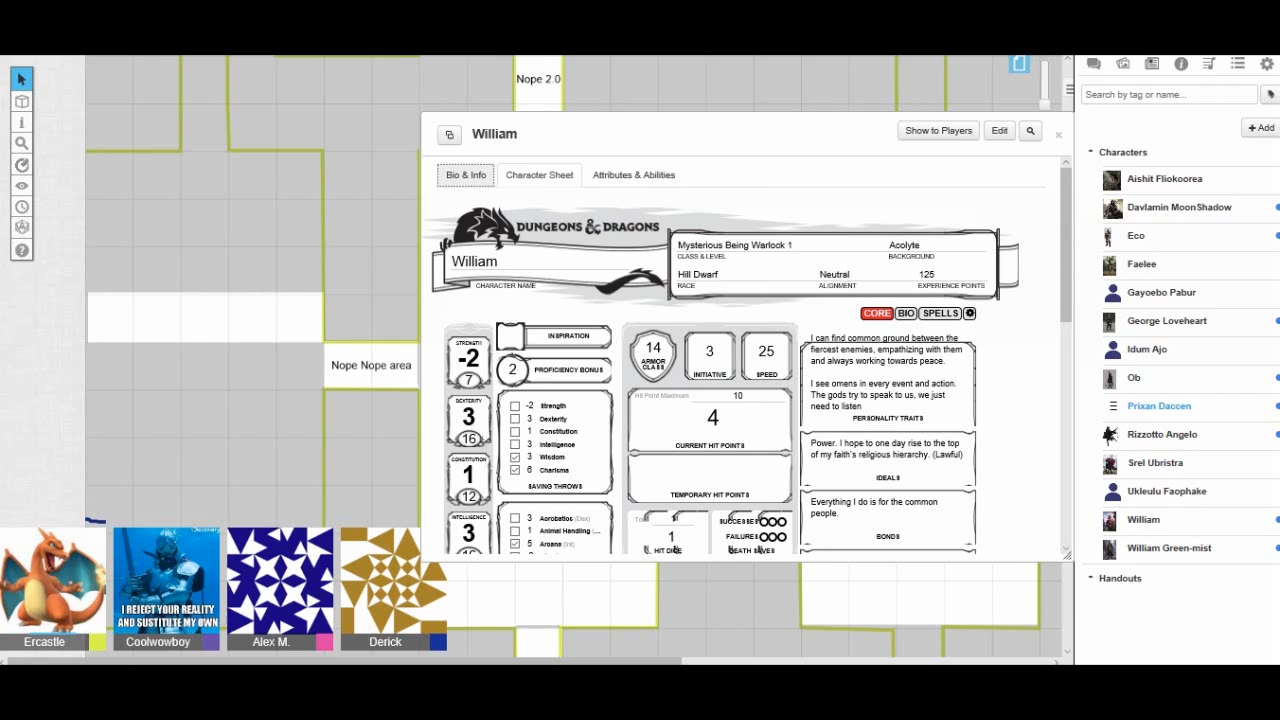 Nope 2.0
William
Show to Players
Edit
Bio & Info
Character Sheet
Attributes & Abilities
DUNGEONS & DRAGONS
William
CHARACTER NAME
Mysterious Being Warlock 1
Acolyte
CLASS & LEVEL
BACKGROUND
Hill Dwarf
Neutral
125
RACE
ALIGNMENT
EXPERIENCE POINTS
CORE
BIO
SPELLS
STRENGTH
-2
7
DEXTERITY
3
16
CONSTITUTION
1
12
INTELLIGENCE
3
INSPIRATION
2
PROFICIENCY BONUS
-2 Strength
3 Dexterity
1 Constitution
3 Intelligence
3 Wisdom
6 Charisma
SAVING THROWS
3 Acrobatics (Dex)
1 Animal Handling (...
5 Arcana (Int)
14
ARMOR
CLASS
3
INITIATIVE
25
SPEED
Hit Point Maximum
10
4
CURRENT HIT POINTS
TEMPORARY HIT POINTS
1
HIT DICE
SUCCESSES
FAILURES
DEATH SAVES
I can find common ground between the
fiercest enemies, empathizing with them
and always working towards peace.
I see omens in every event and action.
The gods try to speak to us, we just
need to listen
PERSONALITY TRAITS
Power. I hope to one day rise to the top
of my faith's religious hierarchy. (Lawful)
IDEALS
Everything I do is for the common
people.
BONDS
Nope Nope area
Discovery
I REJECT YOUR REALITY
AND SUSTITUTE MY OWN
Ercastle
Coolwowboy
Alex M.
Derick
Search by tag or name...
+ Add
Characters
Aishit Fliokoorea
Davlamin MoonShadow
Eco
Faelee
Gayoebo Pabur
George Loveheart
Idum Ajo
Ob
Prixan Daccen
Rizzotto Angelo
Srel Ubristra
Ukleulu Faophake
William
William Green-mist
Handouts